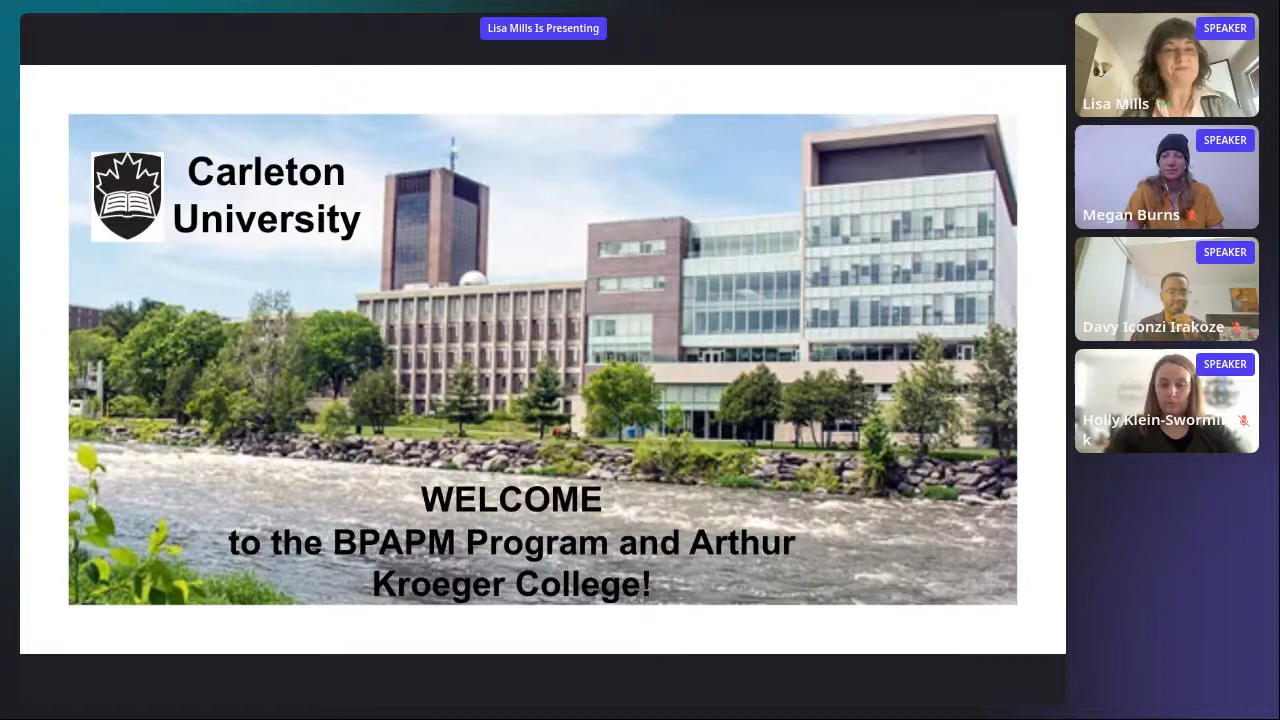 Lisa Mills Is Presenting
Carleton
University
WELCOME
to the BPAPM Program and Arthur
Kroeger College!
SPEAKER
Lisa Mills
SPEAKER
Megan Burns
SPEAKER
Davy Iconzi Irakoze
SPEAKER
Holly Klein-Swormin
k